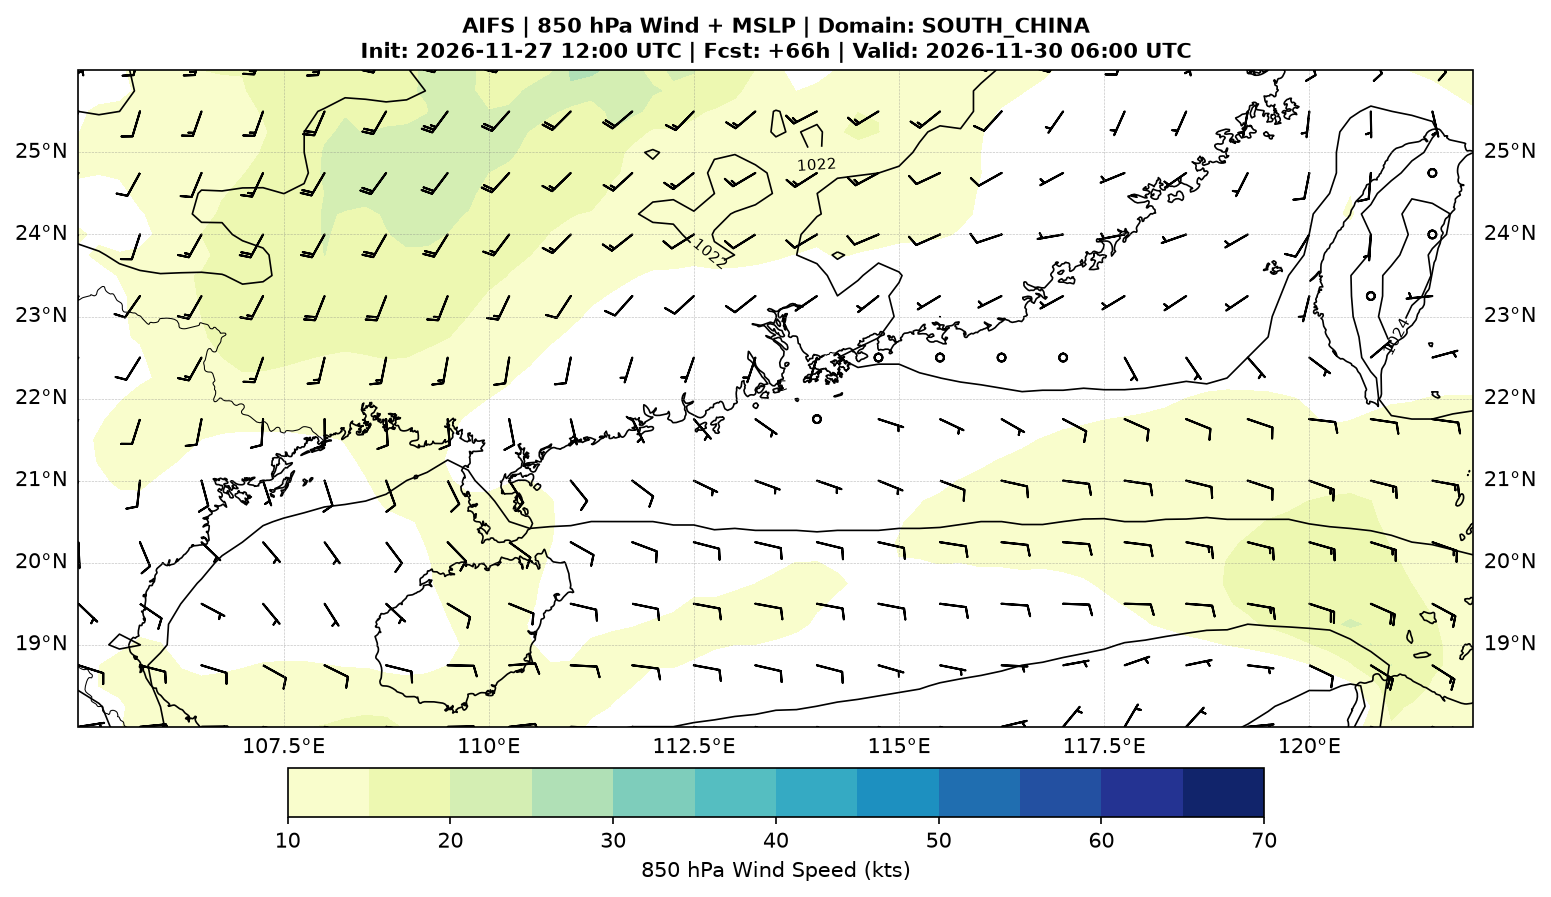 AIFS | 850 hPa Wind + MSLP | Domain: SOUTH_CHINA
Init: 2026-11-27 12:00 UTC | Fcst: +66h | Valid: 2026-11-30 06:00 UTC
25°N
24°N
23°N
22°N
21°N
20°N
19°N
1022
1022
1024
25°N
24°N
23°N
22°N
21°N
20°N
19°N
107.5°E 110°E 112.5°E 115°E 117.5°E 120°E
10 20 30 40 50 60 70
850 hPa Wind Speed (kts)